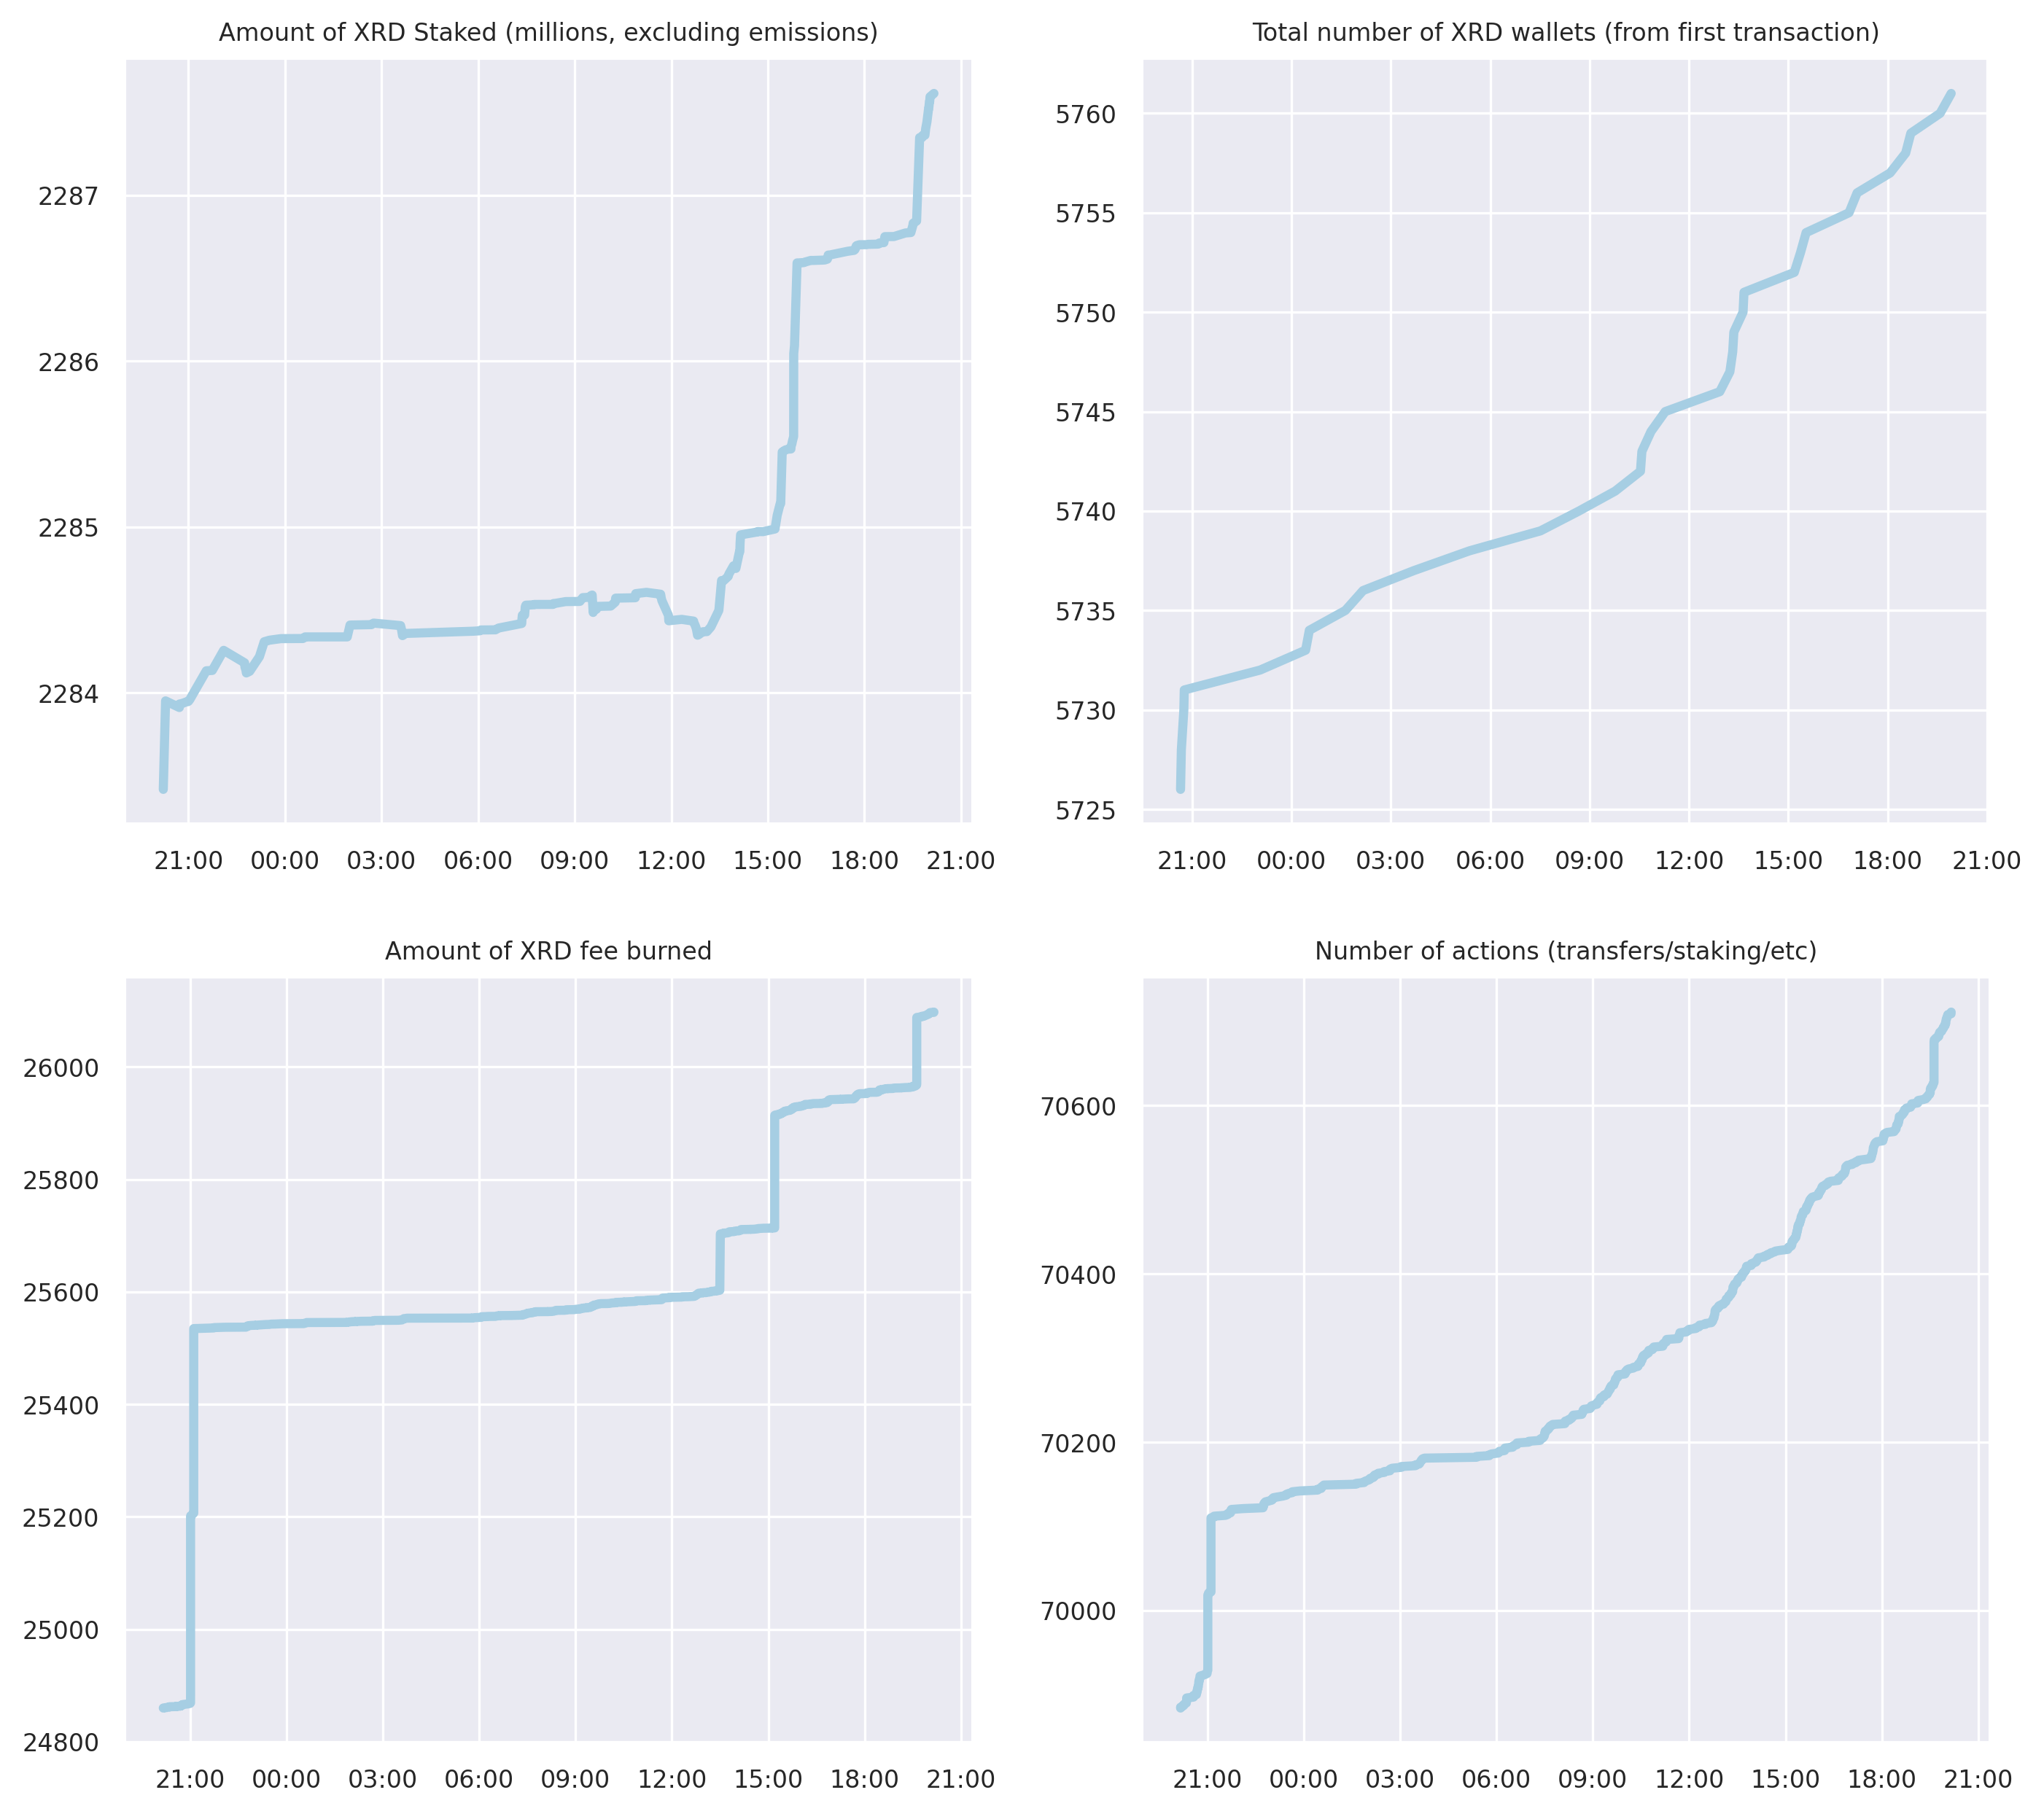 Amount of XRD Staked (millions, excluding emissions)
2287
2286
2285
2284
21:00 00:00 03:00 06:00 09:00 12:00 15:00 18:00 21:00
Total number of XRD wallets (from first transaction)
5760
5755
5750
5745
5740
5735
5730
5725
21:00 00:00 03:00 06:00 09:00 12:00 15:00 18:00 21:00
Amount of XRD fee burned
26000
25800
25600
25400
25200
25000
24800
21:00 00:00 03:00 06:00 09:00 12:00 15:00 18:00 21:00
Number of actions (transfers/staking/etc)
70600
70400
70200
70000
21:00 00:00 03:00 06:00 09:00 12:00 15:00 18:00 21:00